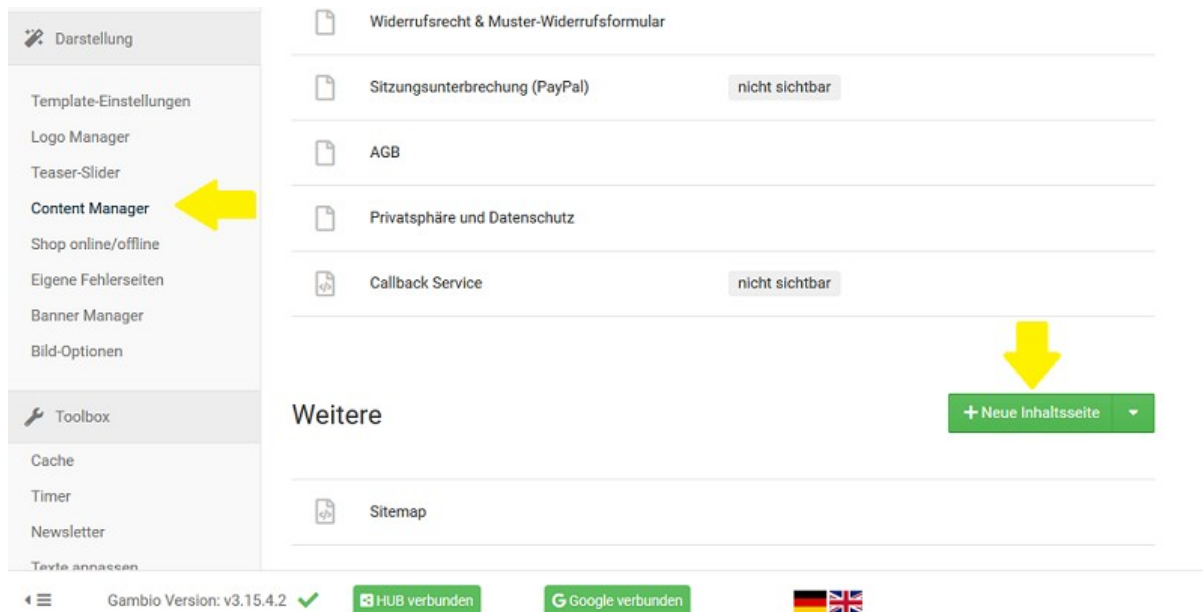 Darstellung
Template-Einstellungen
Logo Manager
Teaser-Slider
Content Manager
Shop online/offline
Eigene Fehlerseiten
Banner Manager
Bild-Optionen
Toolbox
Cache
Timer
Newsletter
Texte anpassen
Widerrufsrecht & Muster-Widerrufsformular
Sitzungsunterbrechung (PayPal) nicht sichtbar
AGB
Privatsphäre und Datenschutz
Callback Service nicht sichtbar
Weitere + Neue Inhaltsseite
Sitemap
Gambio Version: v3.15.4.2 HUB verbunden G Google verbunden